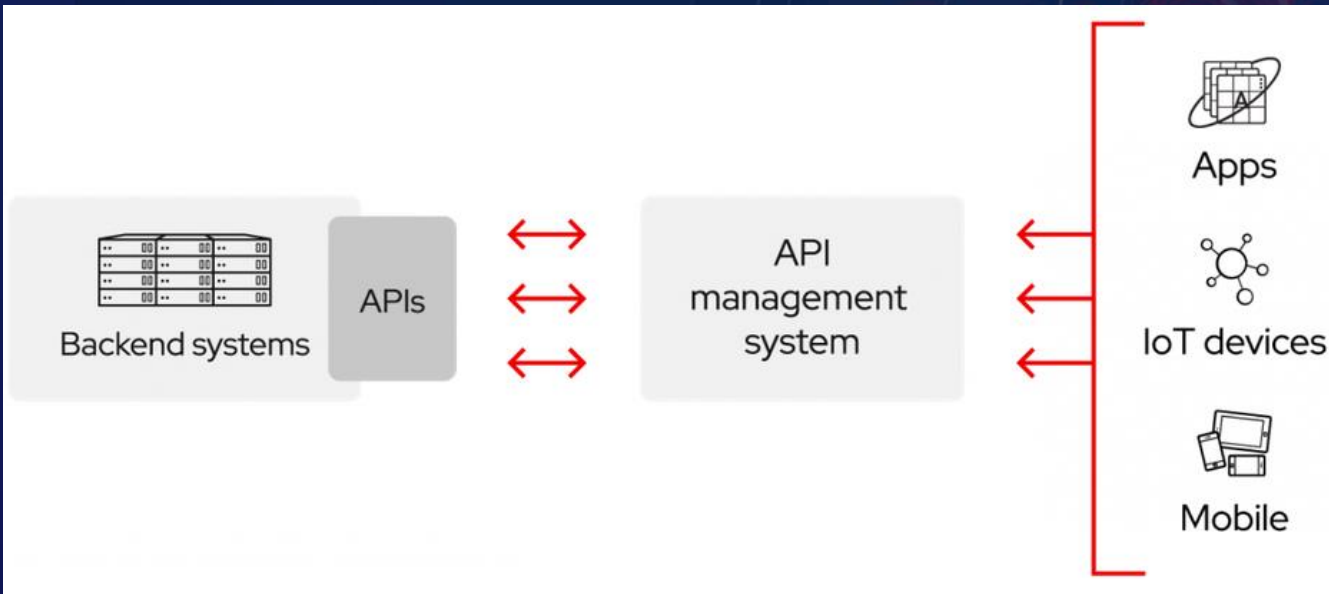 Apps
Backend systems
APIs
API
management
system
IoT devices
Mobile